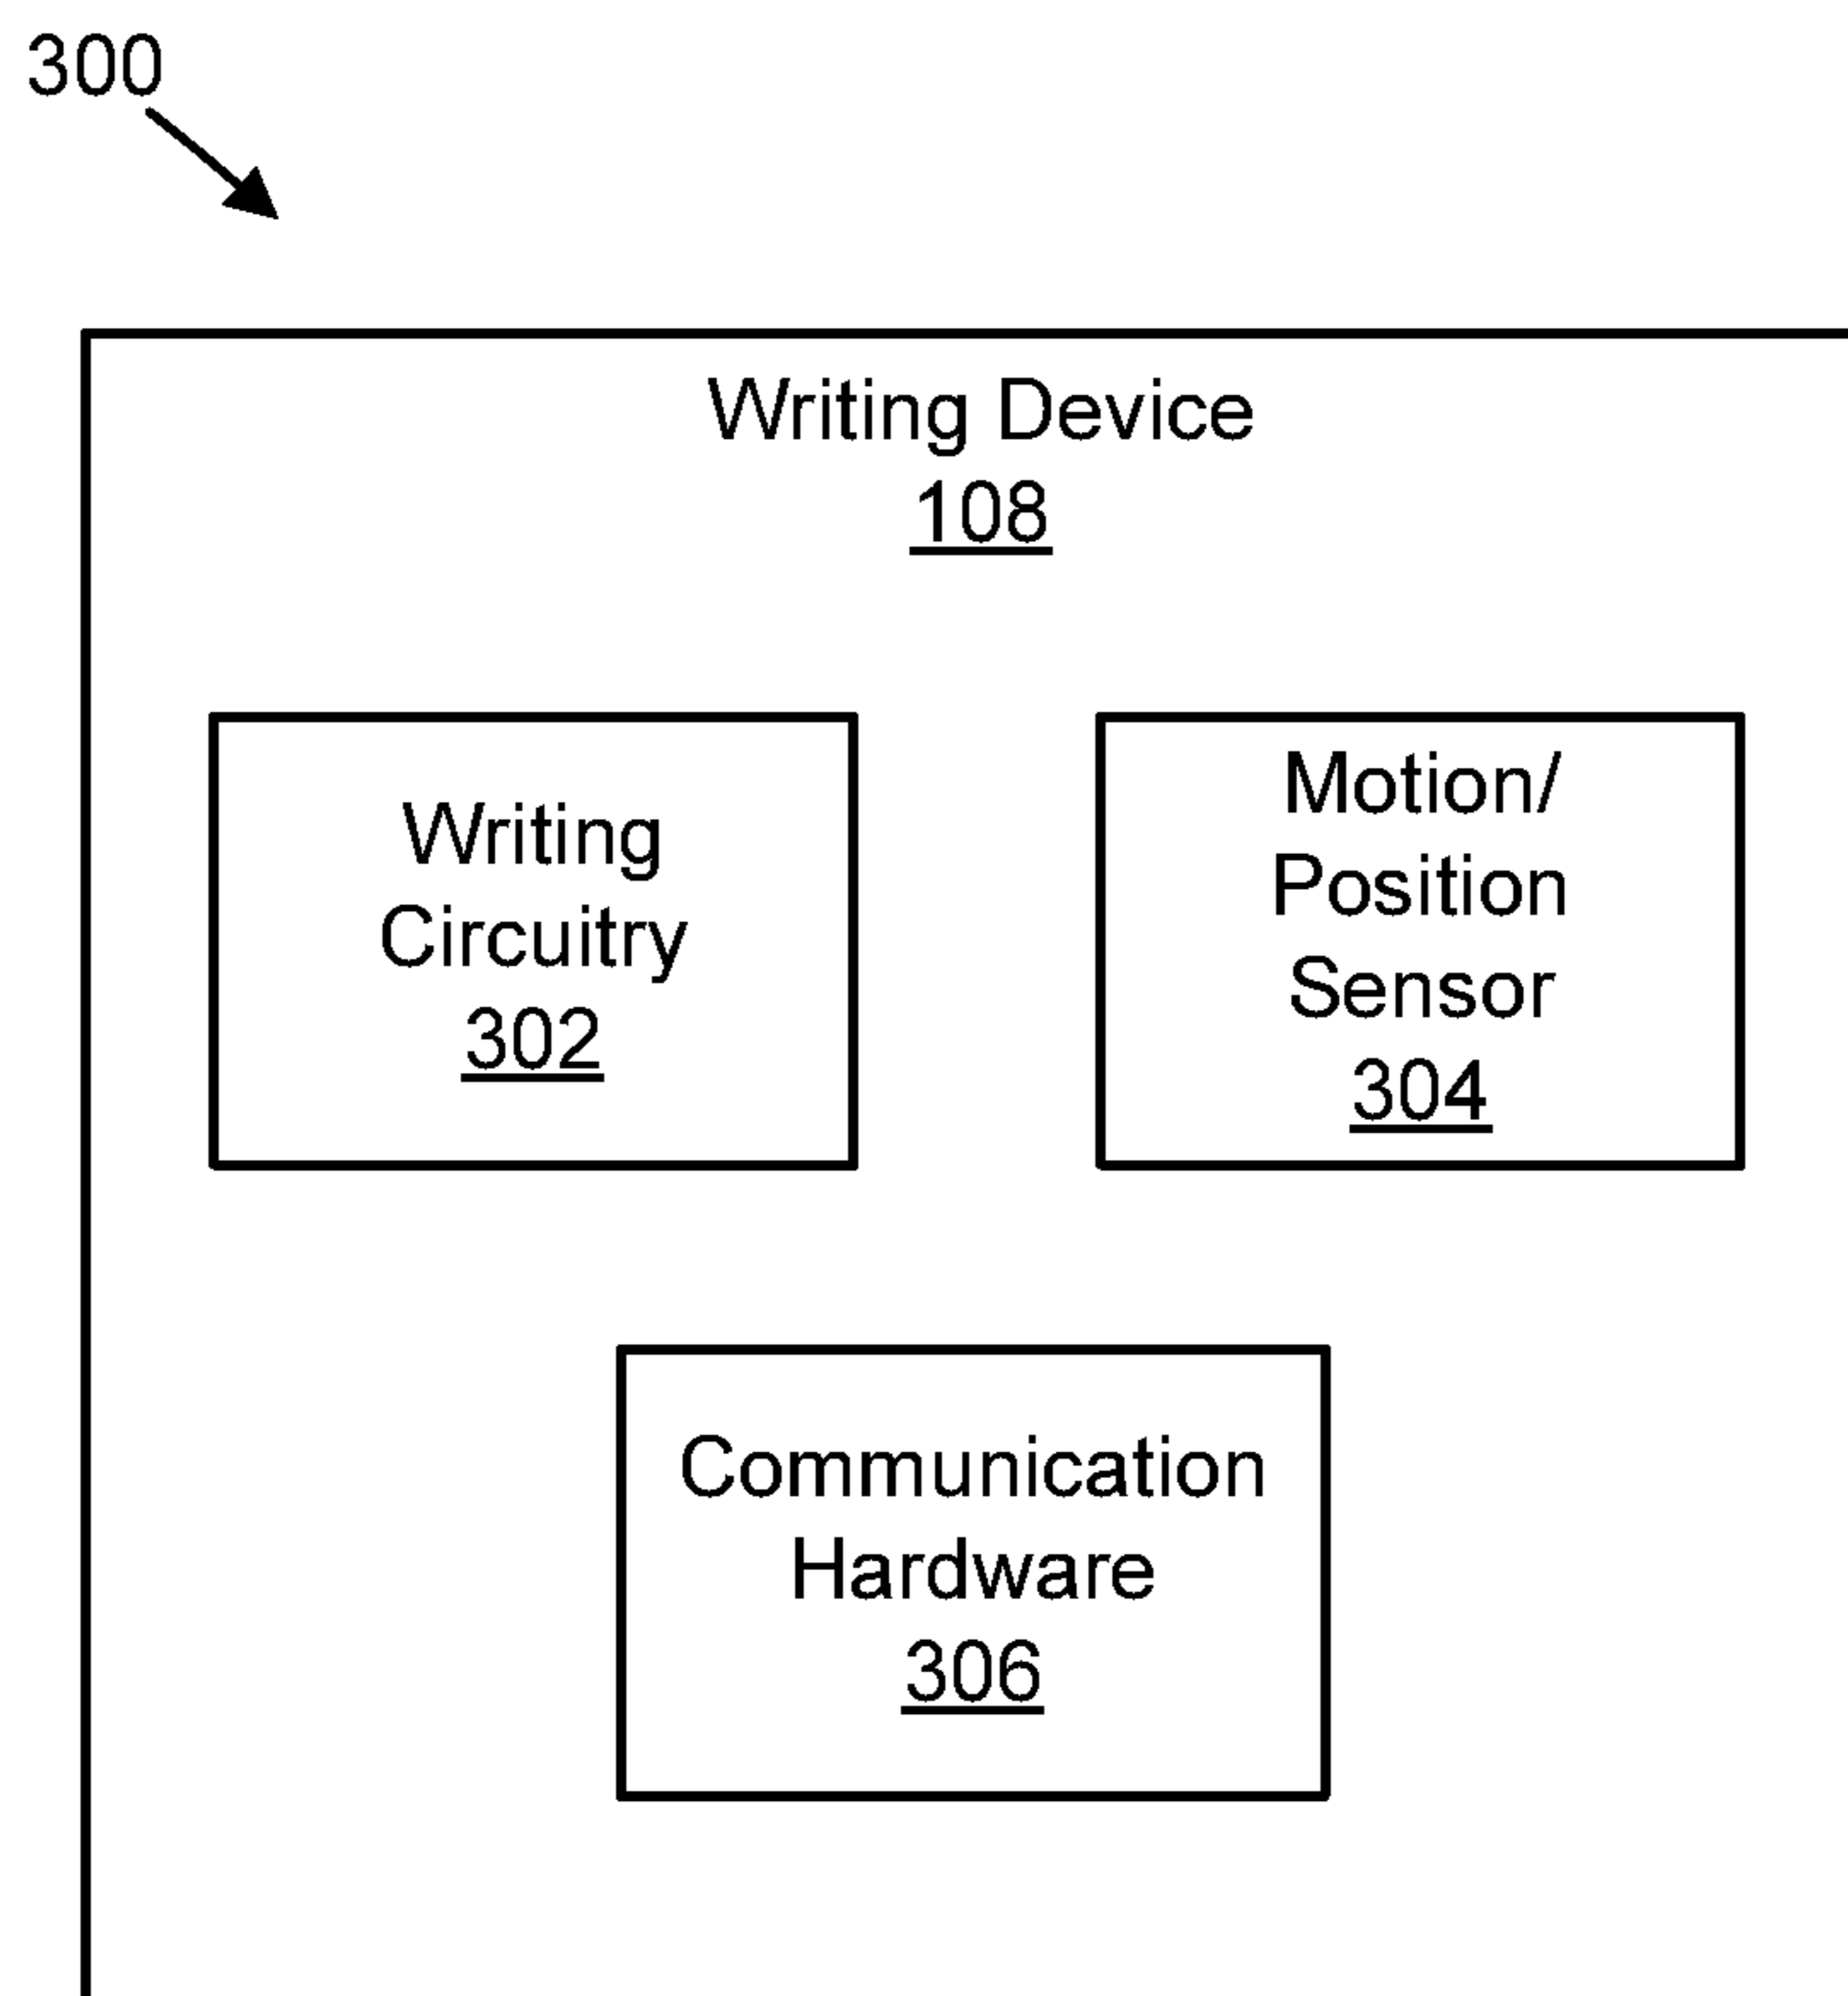 300
Writing Device
108
Writing
Circuitry
302
Motion/
Position
Sensor
304
Communication
Hardware
306